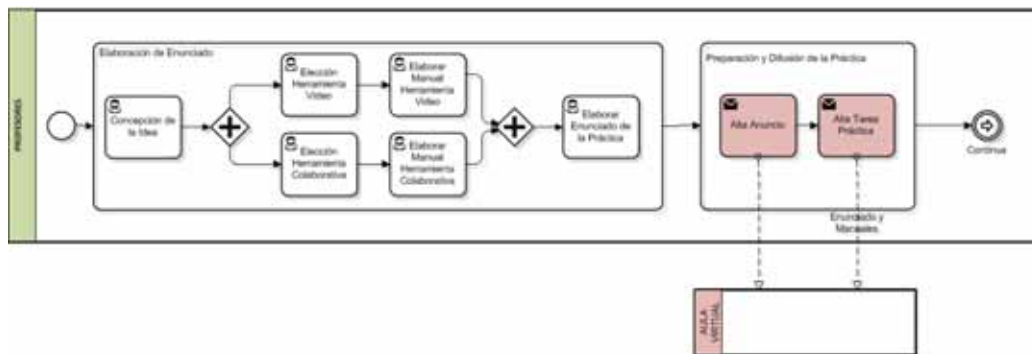 PROFESORES
Elaboración de Enunciado
Concepción de
la Idea
Elección
Herramienta
Video
Elaborar
Manual
Herramienta
Video
Elección
Herramienta
Colaborativa
Elaborar
Manual
Herramienta
Colaborativa
Elaborar
Enunciado de
la Práctica
Preparación y Difusión de la Práctica
Alta Anuncio
Alta Tarea
Práctica
Continua
Enunciado y
Manuales
AULA
VIRTUAL